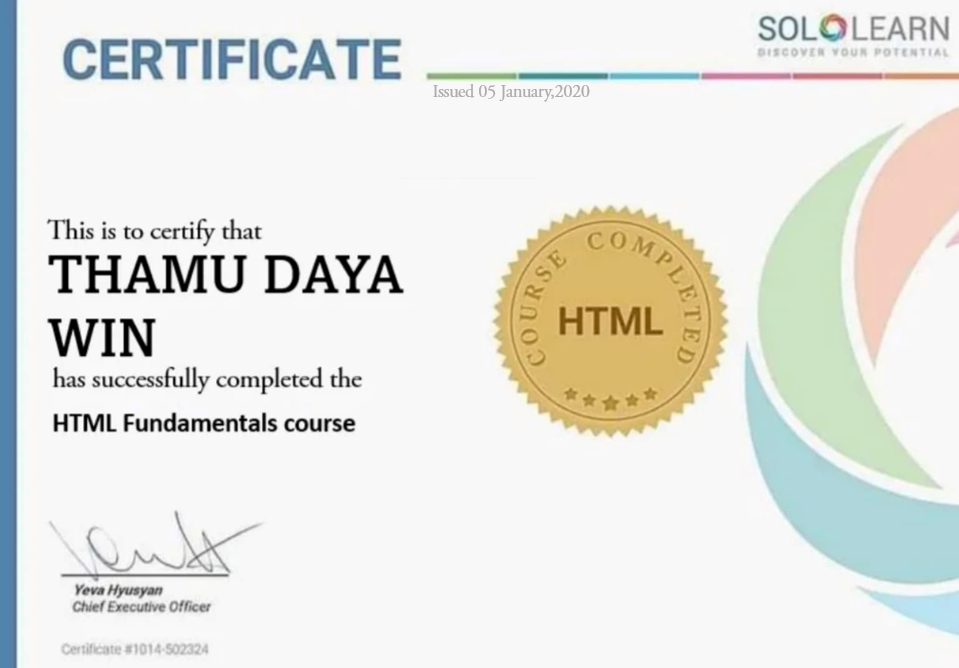 CERTIFICATE
SOLOLEARN
DISCOVER YOUR POTENTIAL
Issued 05 January,2020
This is to certify that
THAMU DAYA
WIN
has successfully completed the
HTML Fundamentals course
COURSE COMPLETED
HTML
Yeva Hyusyan
Chief Executive Officer
Certificate #1014-502324